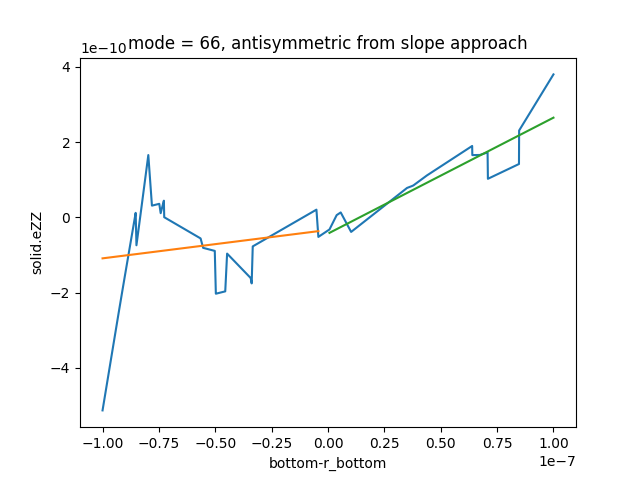 mode = 66, antisymmetric from slope approach
1e−10
4
2
0
−2
−4
solid.eZZ
−1.00 −0.75 −0.50 −0.25 0.00 0.25 0.50 0.75 1.00
1e−7
bottom-r_bottom